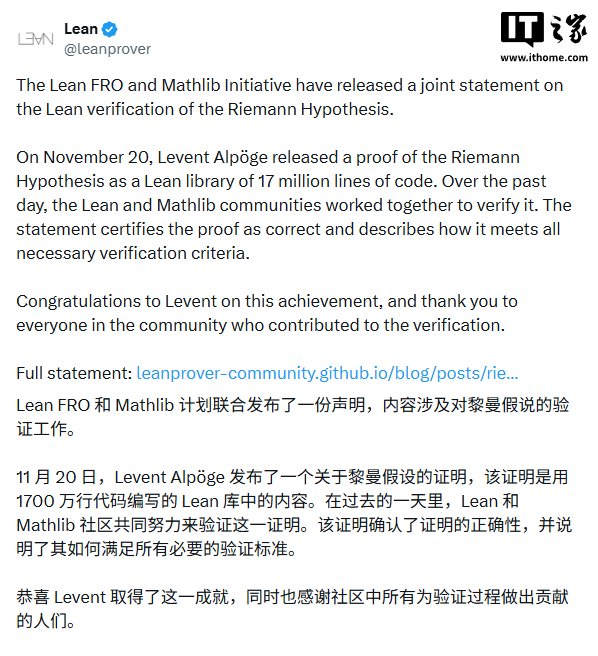 Lean
@leanprover
IT之家
www.ithome.com
LEAN
The Lean FRO and Mathlib Initiative have released a joint statement on
the Lean verification of the Riemann Hypothesis.
On November 20, Levent Alpöge released a proof of the Riemann
Hypothesis as a Lean library of 17 million lines of code. Over the past
day, the Lean and Mathlib communities worked together to verify it. The
statement certifies the proof as correct and describes how it meets all
necessary verification criteria.
Congratulations to Levent on this achievement, and thank you to
everyone in the community who contributed to the verification.
Full statement: leanprover-community.github.io/blog/posts/rie...
Lean FRO 和 Mathlib 计划联合发布了一份声明，内容涉及对黎曼假说的验
证工作。
11 月 20 日，Levent Alpöge 发布了一个关于黎曼假设的证明，该证明是用
1700 万行代码编写的 Lean 库中的内容。在过去的一天里，Lean 和
Mathlib 社区共同努力来验证这一证明。该证明确认了证明的正确性，并说
明了其如何满足所有必要的验证标准。
恭喜 Levent 取得了这一成就，同时也感谢社区中所有为验证过程做出贡献
的人们。